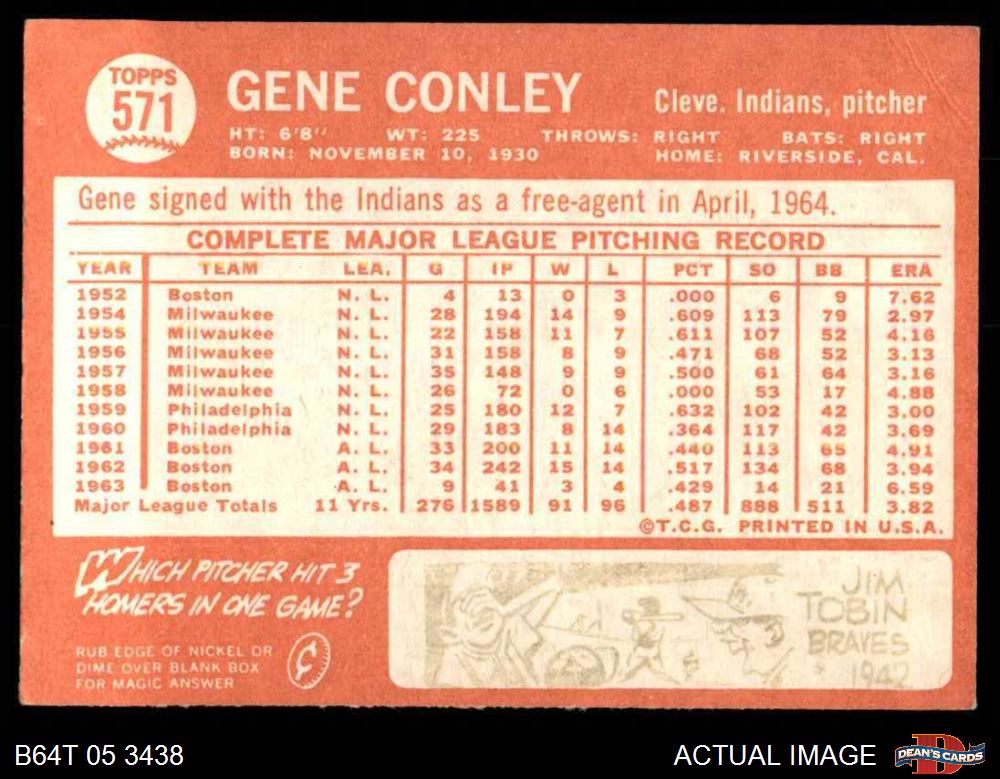 TOPPS
571
GENE CONLEY
Cleve. Indians, pitcher
HT: 6'8" WT: 225 THROWS: RIGHT BATS: RIGHT
BORN: NOVEMBER 10, 1930 HOME: RIVERSIDE, CAL.
Gene signed with the Indians as a free-agent in April, 1964.
COMPLETE MAJOR LEAGUE PITCHING RECORD
YEAR TEAM LEA. G IP W L PCT SO BB ERA
1952 Boston N. L. 4 13 0 3 .000 6 9 7.62
1954 Milwaukee N. L. 28 194 14 9 .609 113 79 2.97
1955 Milwaukee N. L. 22 158 11 7 .611 107 52 4.16
1956 Milwaukee N. L. 31 158 8 9 .471 68 52 3.13
1957 Milwaukee N. L. 35 148 9 9 .500 61 64 3.16
1958 Milwaukee N. L. 26 72 0 6 .000 53 17 4.88
1959 Philadelphia N. L. 25 180 12 7 .632 102 42 3.00
1960 Philadelphia N. L. 29 183 8 14 .364 117 42 3.69
1961 Boston A. L. 33 200 11 14 .440 113 65 4.91
1962 Boston A. L. 34 242 15 14 .517 134 68 3.94
1963 Boston A. L. 9 41 3 4 .429 14 21 6.59
Major League Totals 11 Yrs. 276 1589 91 96 .487 888 511 3.82
©T.C.G. PRINTED IN U.S.A.
WHICH PITCHER HIT 3
HOMERS IN ONE GAME?
RUB EDGE OF NICKEL OR
DIME OVER BLANK BOX
FOR MAGIC ANSWER
¢
JIM
TOBIN
BRAVES
1942
B64T 05 3438
ACTUAL IMAGE
D
DEAN'S CARDS